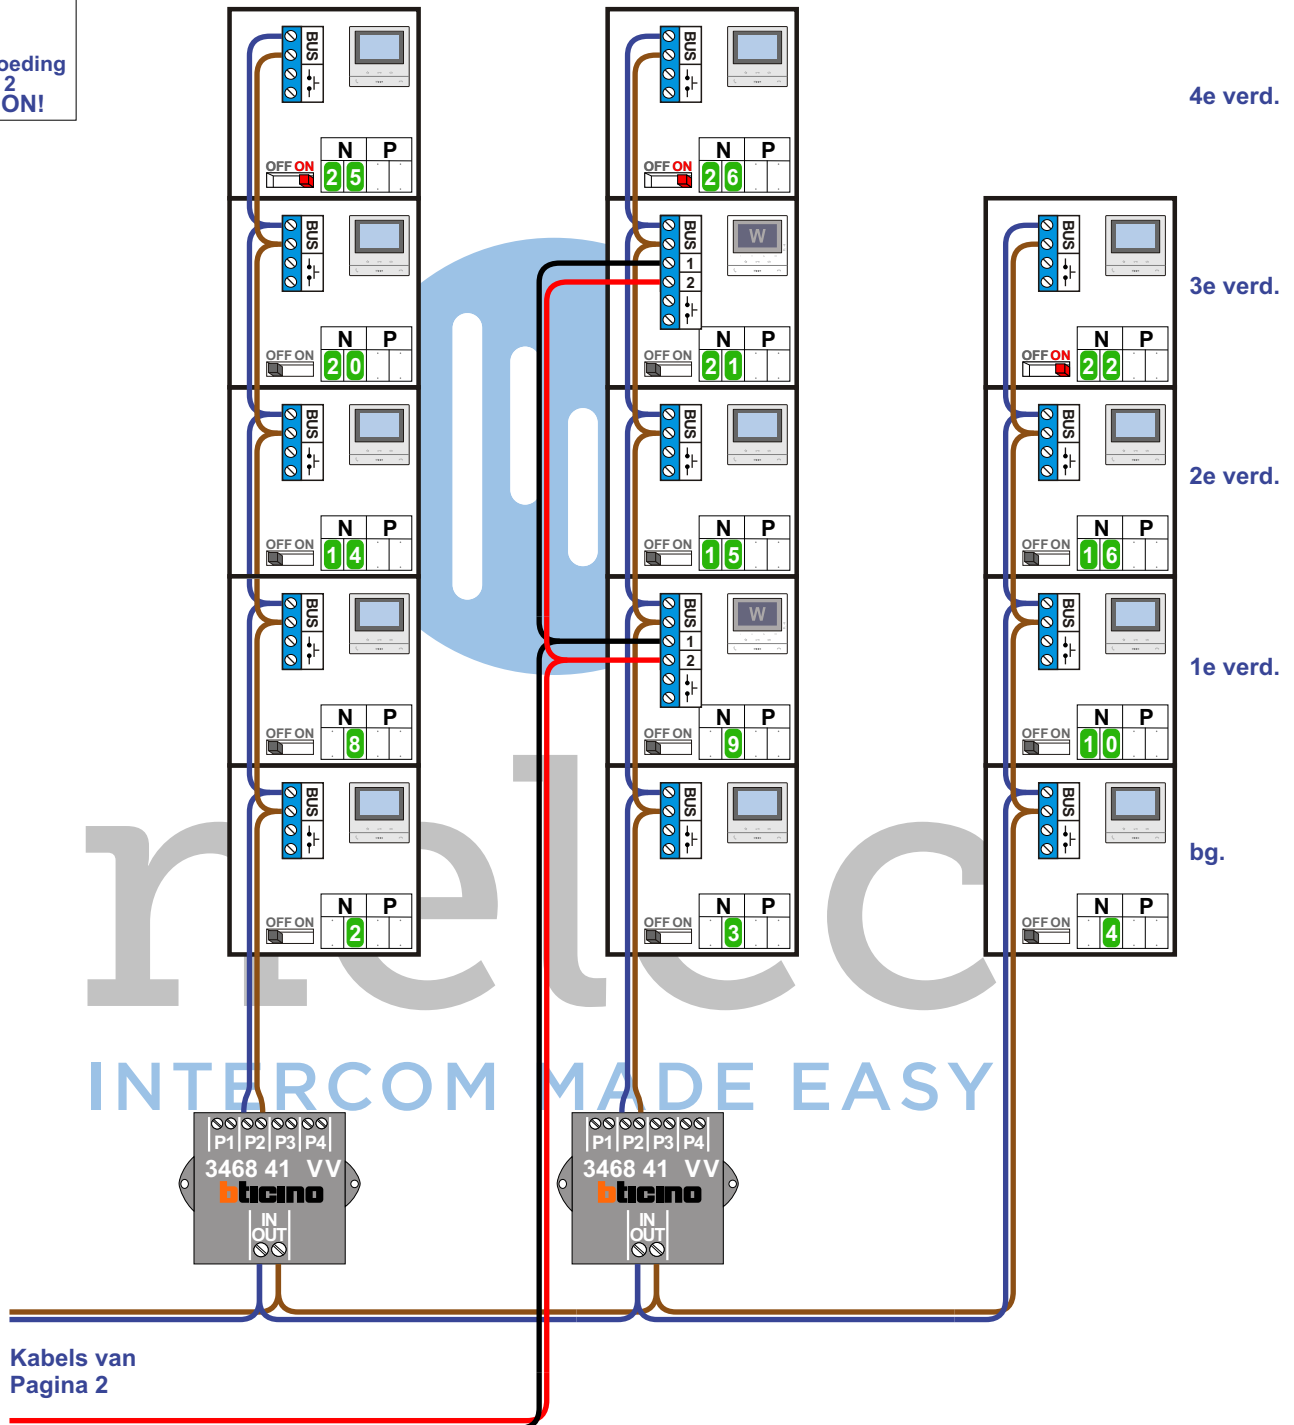 oeding
2
ON!
BUS
N P
OFF ON
2 5
BUS
N P
OFF ON
2 6
4e verd.
BUS
N P
OFF ON
2 0
BUS
1
2
W
N P
OFF ON
2 1
BUS
N P
OFF ON
2 2
3e verd.
BUS
N P
OFF ON
1 4
BUS
N P
OFF ON
1 5
BUS
N P
OFF ON
1 6
2e verd.
BUS
N P
OFF ON
8
BUS
1
2
W
N P
OFF ON
9
BUS
N P
OFF ON
1 0
1e verd.
BUS
N P
OFF ON
2
BUS
N P
OFF ON
3
BUS
N P
OFF ON
4
bg.
nelec
INTERCOM MADE EASY
P1 P2 P3 P4
3468 41 VV
bticino
IN
OUT
P1 P2 P3 P4
3468 41 VV
bticino
IN
OUT
Kabels van
Pagina 2